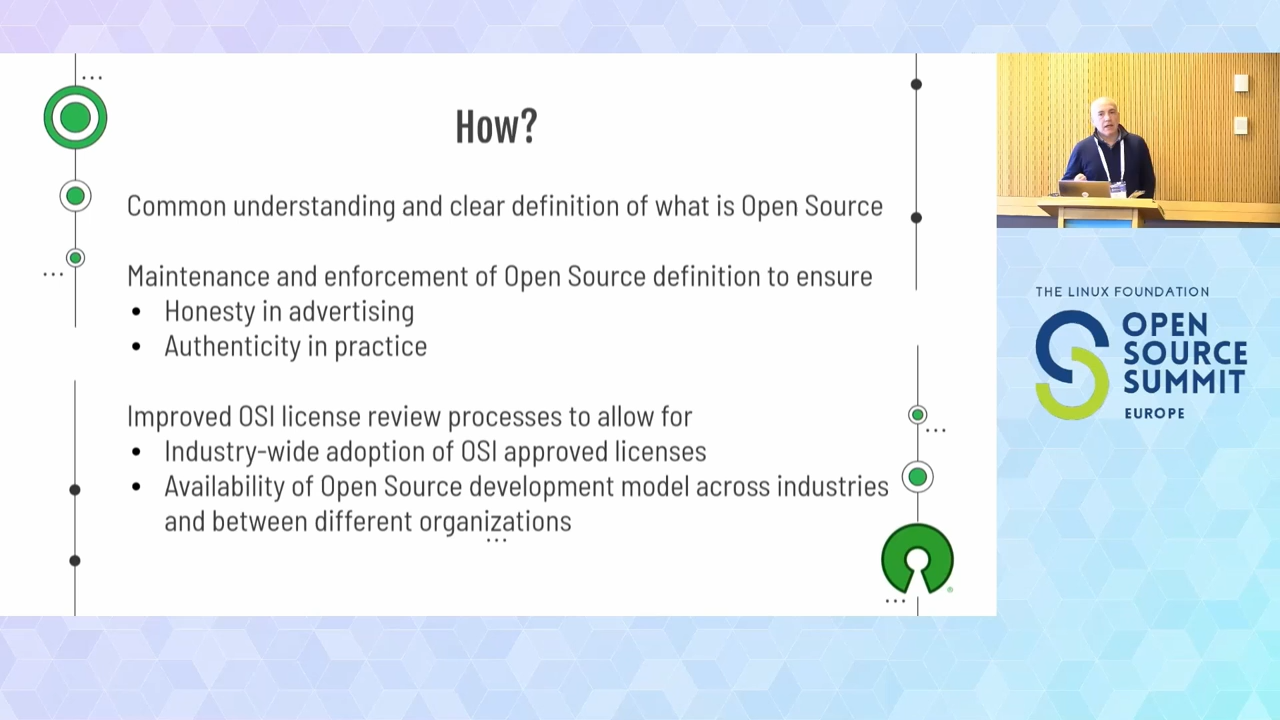 How?
Common understanding and clear definition of what is Open Source
Maintenance and enforcement of Open Source definition to ensure
• Honesty in advertising
• Authenticity in practice
Improved OSI license review processes to allow for
• Industry-wide adoption of OSI approved licenses
• Availability of Open Source development model across industries
and between different organizations
THE LINUX FOUNDATION
OPEN
SOURCE
SUMMIT
EUROPE